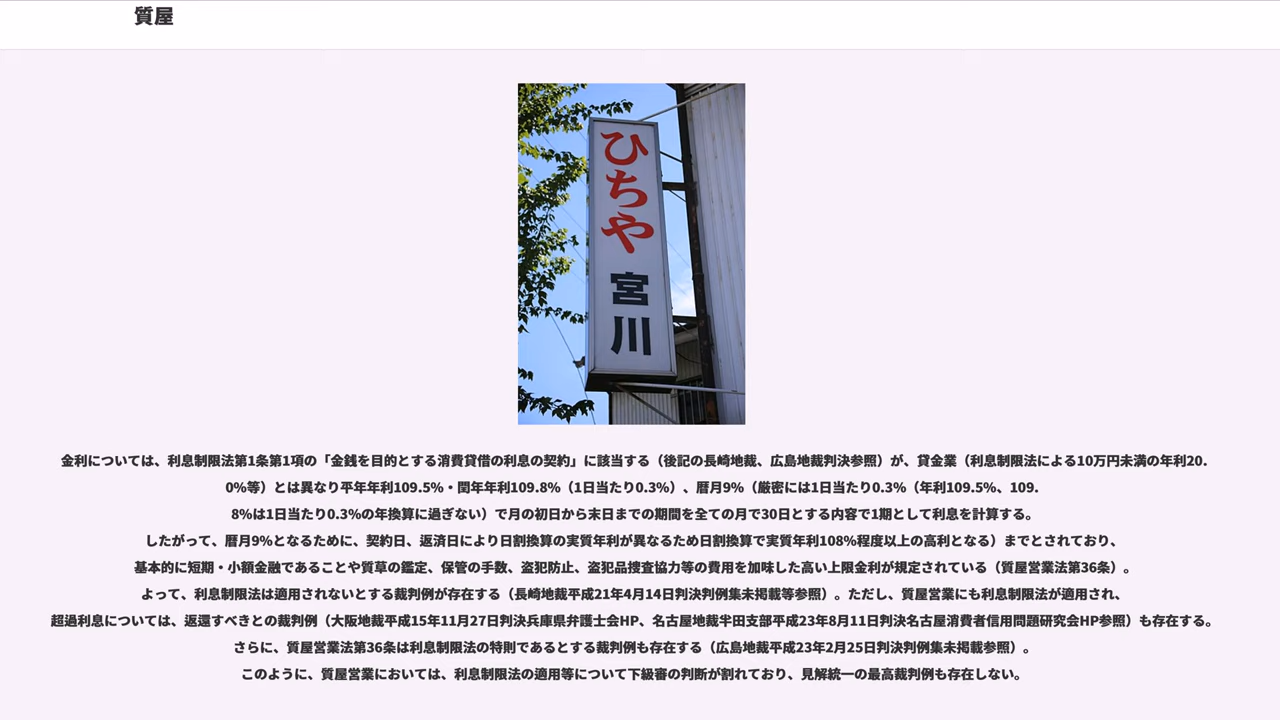 質屋
ひちや
宮川
金利については、利息制限法第1条第1項の「金銭を目的とする消費貸借の利息の契約」に該当する（後記の長崎地裁、広島地裁判決参照）が、貸金業（利息制限法による10万円未満の年利20.
0%等）とは異なり平年年利109.5%・閏年年利109.8%（1日当たり0.3%）、暦月9%（厳密には1日当たり0.3%（年利109.5%、109.
8%は1日当たり0.3%の年換算に過ぎない）で月の初日から末日までの期間を全ての月で30日とする内容で1期として利息を計算する。
したがって、暦月9%となるために、契約日、返済日により日割換算の実質年利が異なるため日割換算で実質年利108%程度以上の高利となる）までとされており、
基本的に短期・小額金融であることや質草の鑑定、保管の手数、盗犯防止、盗犯品捜査協力等の費用を加味した高い上限金利が規定されている（質屋営業法第36条）。
よって、利息制限法は適用されないとする裁判例が存在する（長崎地裁平成21年4月14日判決判例集未掲載等参照）。ただし、質屋営業にも利息制限法が適用され、
超過利息については、返還すべきとの裁判例（大阪地裁平成15年11月27日判決兵庫県弁護士会HP、名古屋地裁半田支部平成23年8月11日判決名古屋消費者信用問題研究会HP参照）も存在する。
さらに、質屋営業法第36条は利息制限法の特則であるとする裁判例も存在する（広島地裁平成23年2月25日判決判例集未掲載参照）。
このように、質屋営業においては、利息制限法の適用等について下級審の判断が割れており、見解統一の最高裁判例も存在しない。